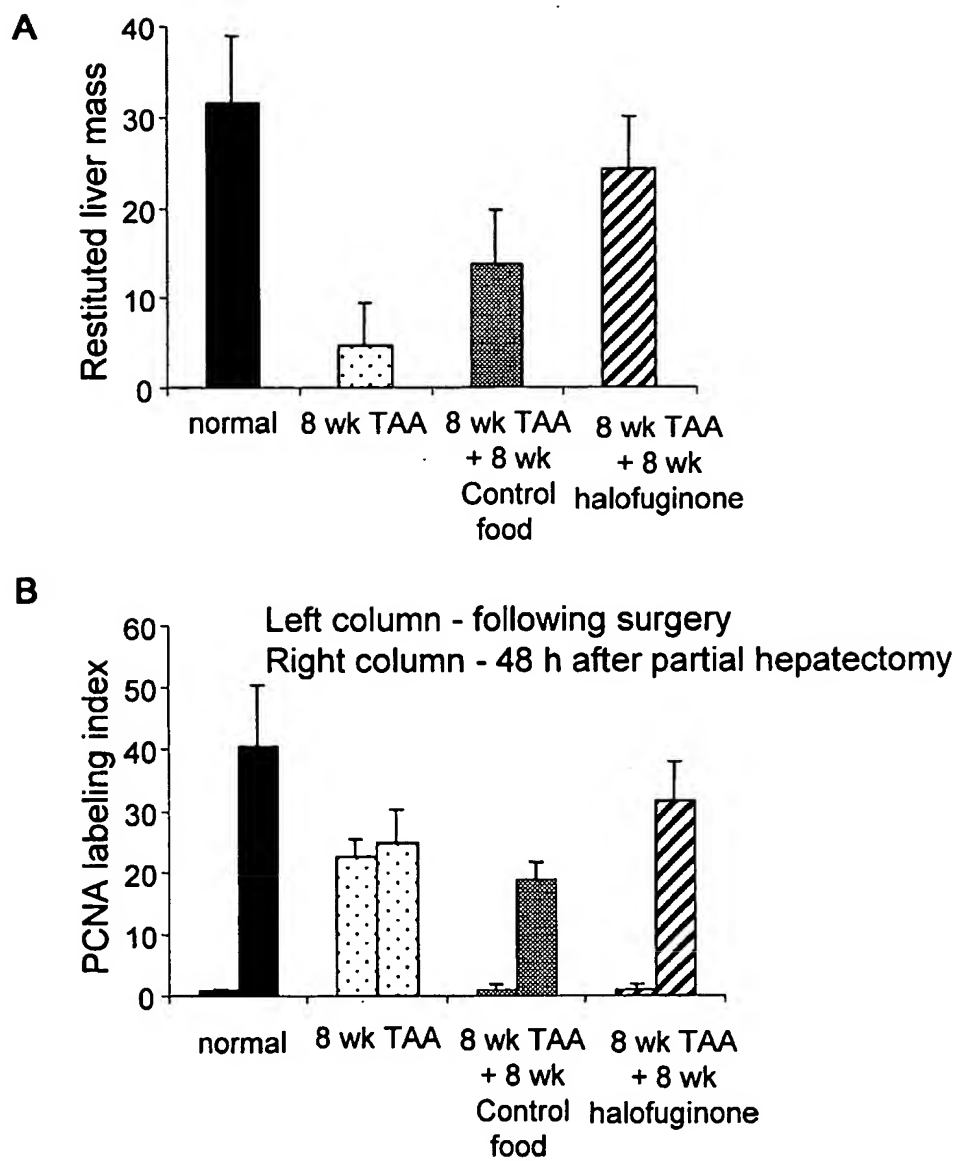 A
Restituted liver mass
40
30
20
10
0
normal
8 wk TAA
8 wk TAA
+ 8 wk
Control
food
8 wk TAA
+ 8 wk
halofuginone
B
Left column - following surgery
Right column - 48 h after partial hepatectomy
PCNA labeling index
60
50
40
30
20
10
0
normal
8 wk TAA
8 wk TAA
+ 8 wk
Control
food
8 wk TAA
+ 8 wk
halofuginone